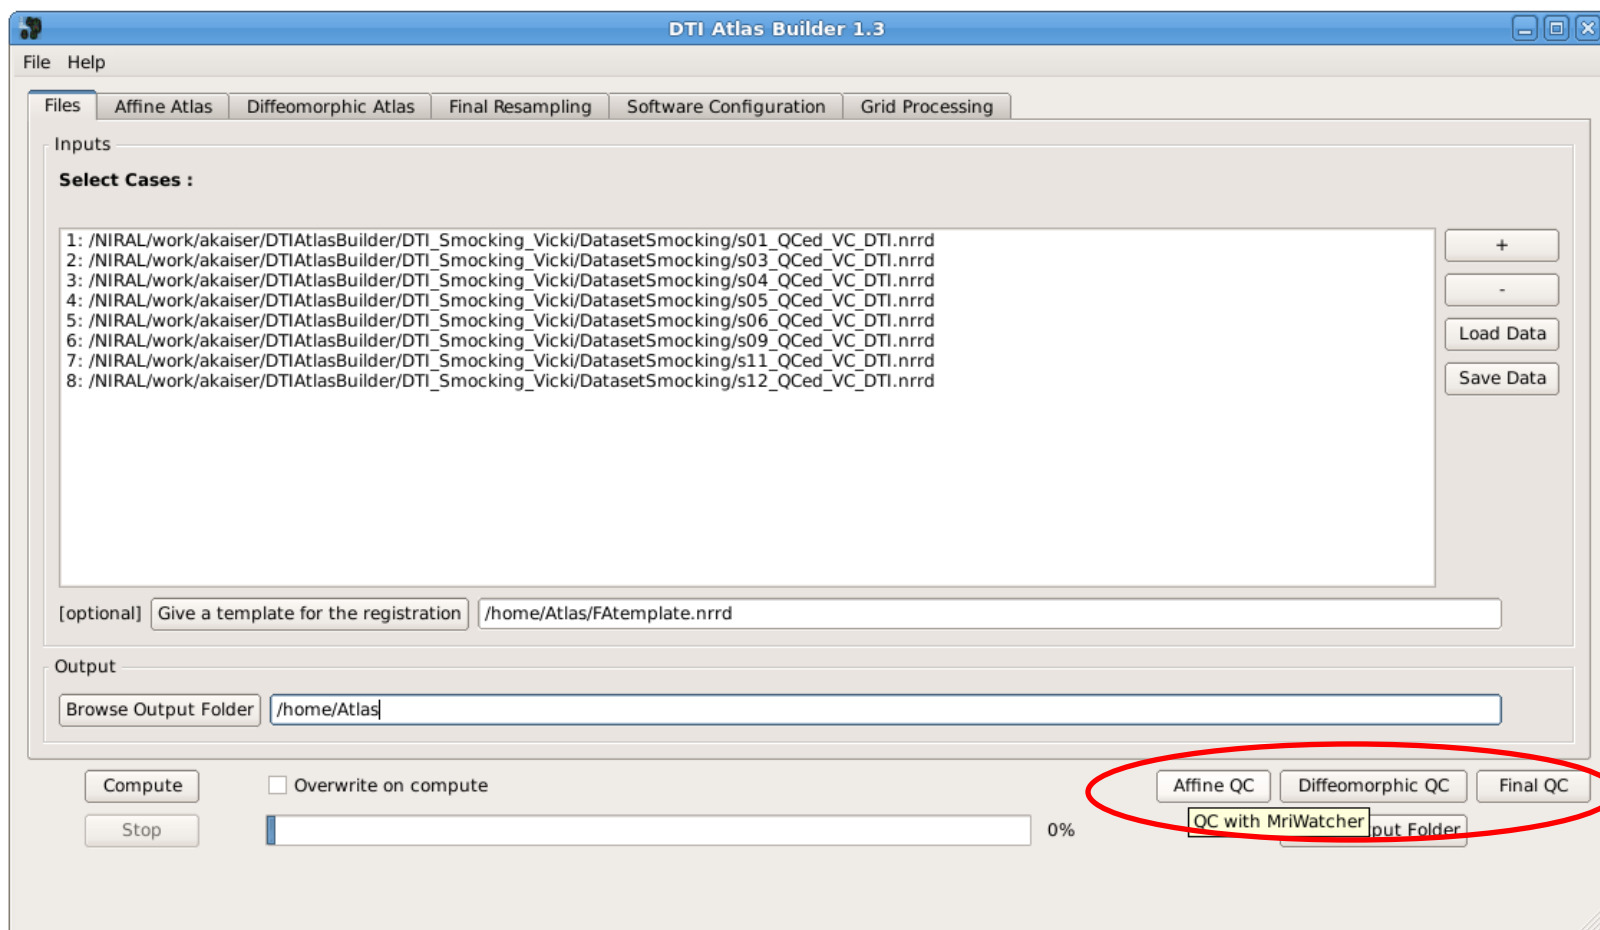 DTI Atlas Builder 1.3
File Help
Files Affine Atlas Diffeomorphic Atlas Final Resampling Software Configuration Grid Processing
Inputs
Select Cases :
1: /NIRAL/work/akaiser/DTIAtlasBuilder/DTI_Smocking_Vicki/DatasetSmocking/s01_QCed_VC_DTI.nrrd
2: /NIRAL/work/akaiser/DTIAtlasBuilder/DTI_Smocking_Vicki/DatasetSmocking/s03_QCed_VC_DTI.nrrd
3: /NIRAL/work/akaiser/DTIAtlasBuilder/DTI_Smocking_Vicki/DatasetSmocking/s04_QCed_VC_DTI.nrrd
4: /NIRAL/work/akaiser/DTIAtlasBuilder/DTI_Smocking_Vicki/DatasetSmocking/s05_QCed_VC_DTI.nrrd
5: /NIRAL/work/akaiser/DTIAtlasBuilder/DTI_Smocking_Vicki/DatasetSmocking/s06_QCed_VC_DTI.nrrd
6: /NIRAL/work/akaiser/DTIAtlasBuilder/DTI_Smocking_Vicki/DatasetSmocking/s09_QCed_VC_DTI.nrrd
7: /NIRAL/work/akaiser/DTIAtlasBuilder/DTI_Smocking_Vicki/DatasetSmocking/s11_QCed_VC_DTI.nrrd
8: /NIRAL/work/akaiser/DTIAtlasBuilder/DTI_Smocking_Vicki/DatasetSmocking/s12_QCed_VC_DTI.nrrd
+
-
Load Data
Save Data
[optional] Give a template for the registration /home/Atlas/FAtemplate.nrrd
Output
Browse Output Folder /home/Atlas
Compute Overwrite on compute Affine QC Diffeomorphic QC Final QC
Stop 0% QC with MriWatcher put Folder